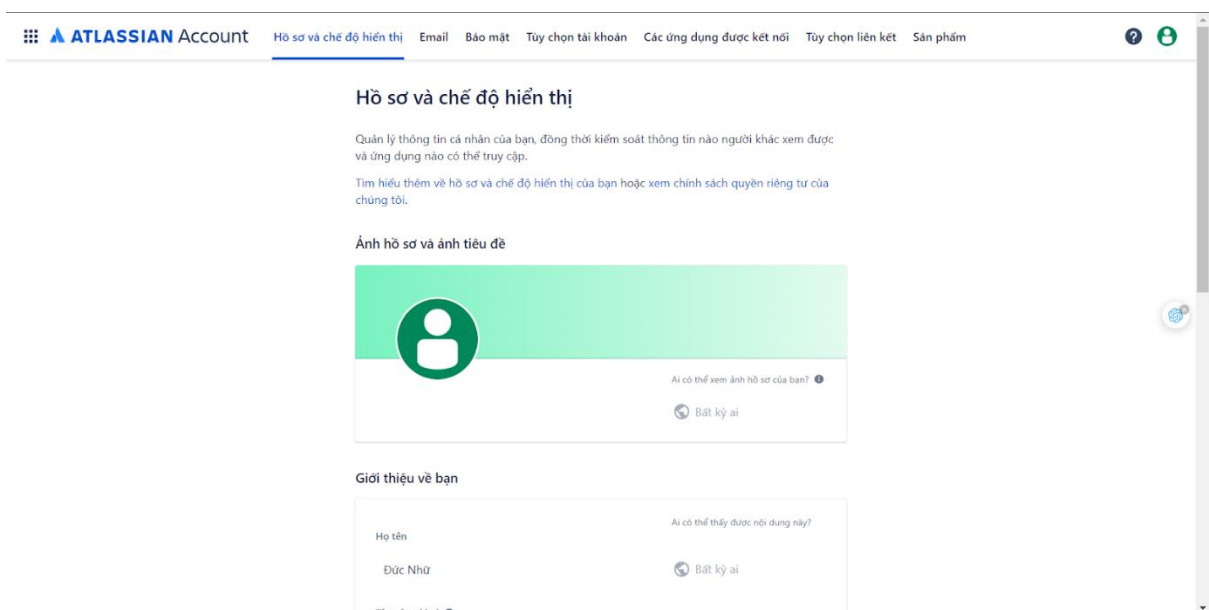 ATLASSIAN Account Hồ sơ và chế độ hiển thị Email Bảo mật Tùy chọn tài khoản Các ứng dụng được kết nối Tùy chọn liên kết Sản phẩm
Hồ sơ và chế độ hiển thị
Quản lý thông tin cá nhân của bạn, đồng thời kiểm soát thông tin nào người khác xem được
và ứng dụng nào có thể truy cập.
Tìm hiểu thêm về hồ sơ và chế độ hiển thị của bạn hoặc xem chính sách quyền riêng tư của
chúng tôi.
Ảnh hồ sơ và ảnh tiêu đề
Ai có thể xem ảnh hồ sơ của bạn?
Bất kỳ ai
Giới thiệu về bạn
Ai có thể thấy được nội dung này?
Họ tên
Đức Nhữ
Bất kỳ ai